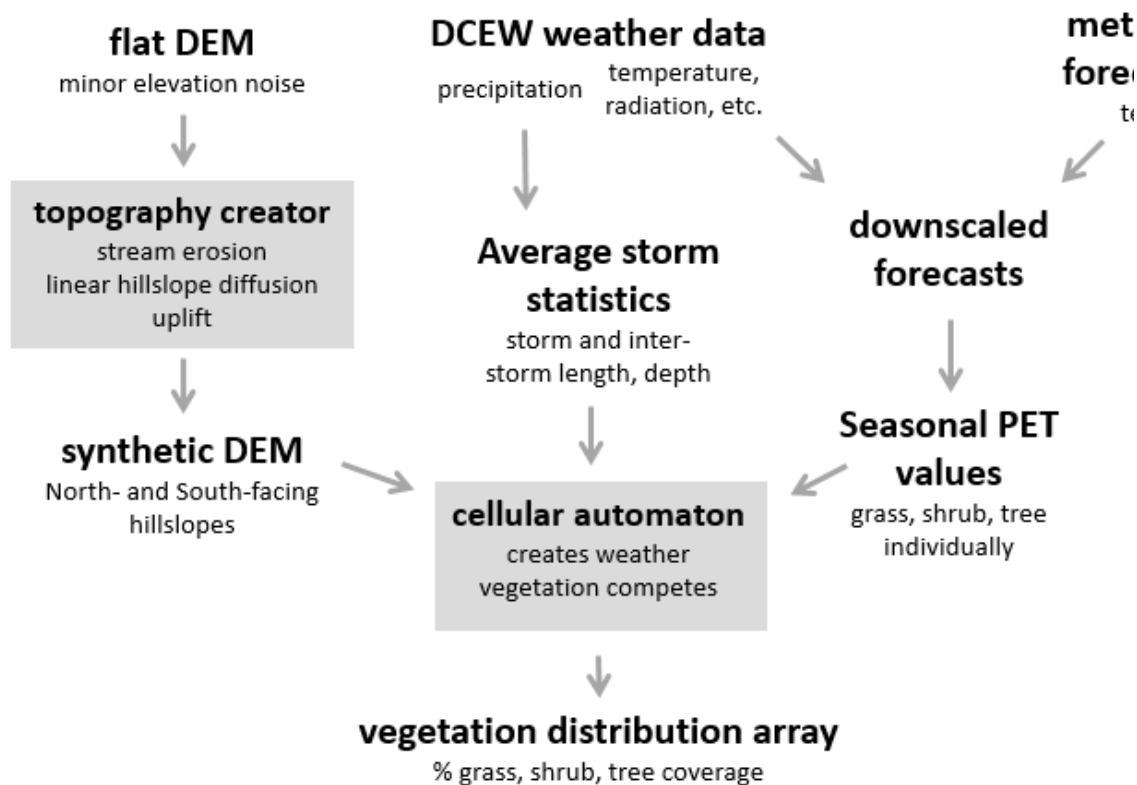 flat DEM
minor elevation noise
DCEW weather data
precipitation
temperature,
radiation, etc.
topography creator
stream erosion
linear hillslope diffusion
uplift
Average storm
statistics
storm and inter-
storm length, depth
downscaled
forecasts
synthetic DEM
North- and South-facing
hillslopes
Seasonal PET
values
grass, shrub, tree
individually
cellular automaton
creates weather
vegetation competes
vegetation distribution array
% grass, shrub, tree coverage